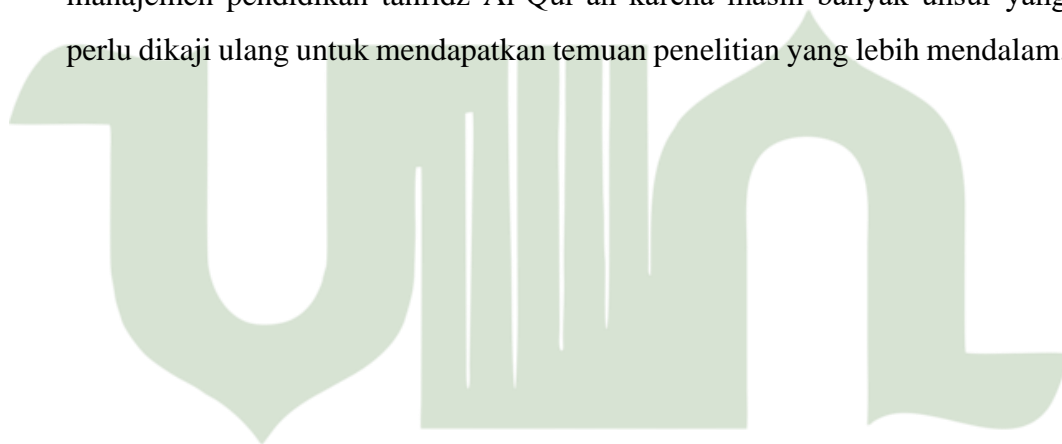 manajemen pendidikan tahfidz Al-Qur'an karena masih banyak unsur yang
perlu dikaji ulang untuk mendapatkan temuan penelitian yang lebih mendalam
uin